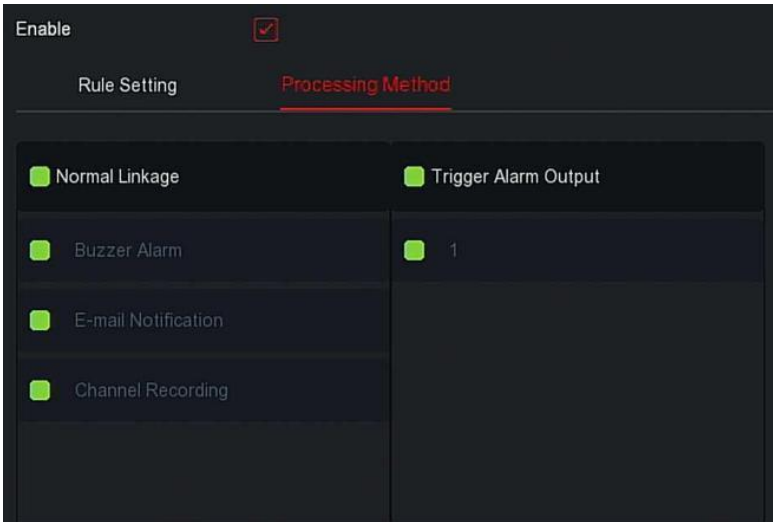 Enable
Rule Setting Processing Method
Normal Linkage Trigger Alarm Output
Buzzer Alarm 1
E-mail Notification
Channel Recording